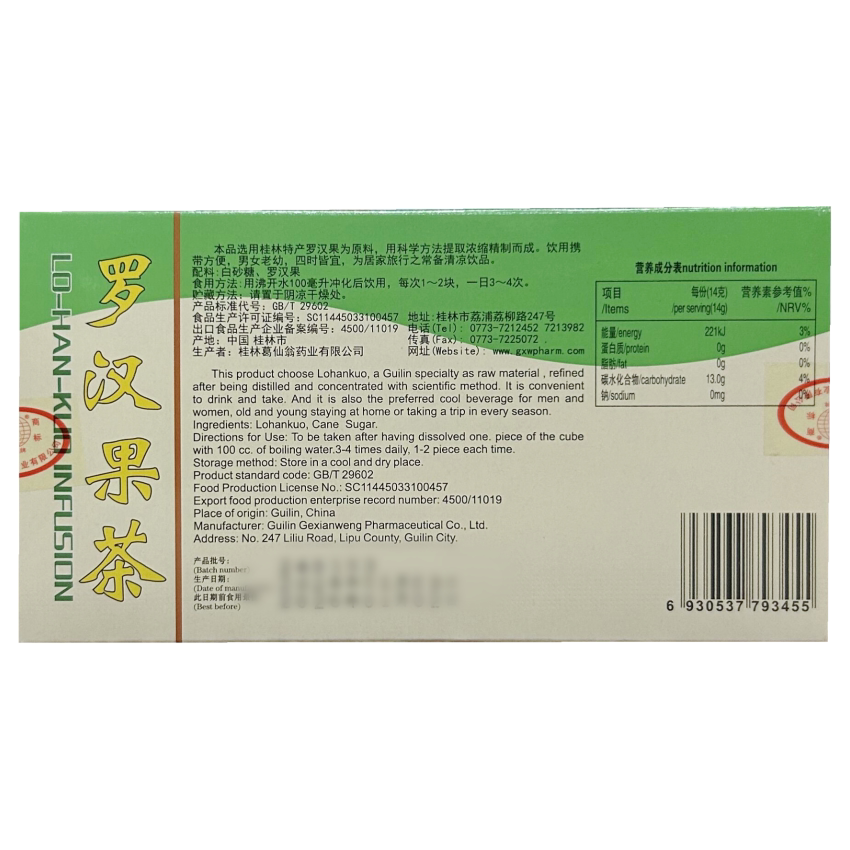 罗汉果茶
LO-HAN-KUO INFUSION
本品选用桂林特产罗汉果为原料，用科学方法提取浓缩精制而成。饮用携
带方便，男女老幼，四时皆宜，为居家旅行之常备清凉饮品。
配料:白砂糖、罗汉果
食用方法:用沸开水100毫升冲化后饮用，每次1～2块，一日3～4次。
贮藏方法：请置于阴凉干燥处。
产品标准代号：GB/T 29602
食品生产许可证编号：SC11445033100457 地址:桂林市荔浦荔柳路247号
出口食品生产企业备案编号：4500/11019 电话(Tel): 0773-7212452 7213982
产地：中国 桂林市 传真(Fax): 0773-7225072 .
生产者：桂林葛仙翁药业有限公司 网址(Website): www.gxwpharm.com
This product choose Lohankuo, a Guilin specialty as raw material , refined
after being distilled and concentrated with scientific method. It is convenient
to drink and take. And it is also the preferred cool beverage for men and
women, old and young staying at home or taking a trip in every season.
Ingredients: Lohankuo, Cane Sugar.
Directions for Use: To be taken after having dissolved one. piece of the cube
with 100 cc. of boiling water.3-4 times daily, 1-2 piece each time.
Storage method: Store in a cool and dry place.
Product standard code: GB/T 29602
Food Production License No.: SC11445033100457
Export food production enterprise record number: 4500/11019
Place of origin: Guilin, China
Manufacturer: Guilin Gexianweng Pharmaceutical Co., Ltd.
Address: No. 247 Liliu Road, Lipu County, Guilin City.
产品批号:
(Batch number
生产日期:
(Date of
此日期前食用
(Best before)
营养成分表nutrition information
项目 每份(14克) 营养素参考值%
/Items /per serving(14g) /NRV%
能量/energy 221kJ 3%
蛋白质/protein 0g 0%
脂肪/fat 0g 0%
碳水化合物/carbohydrate 13.0g 4%
钠/sodium 0mg 0%
商标
业有限公司
6 930537 793455